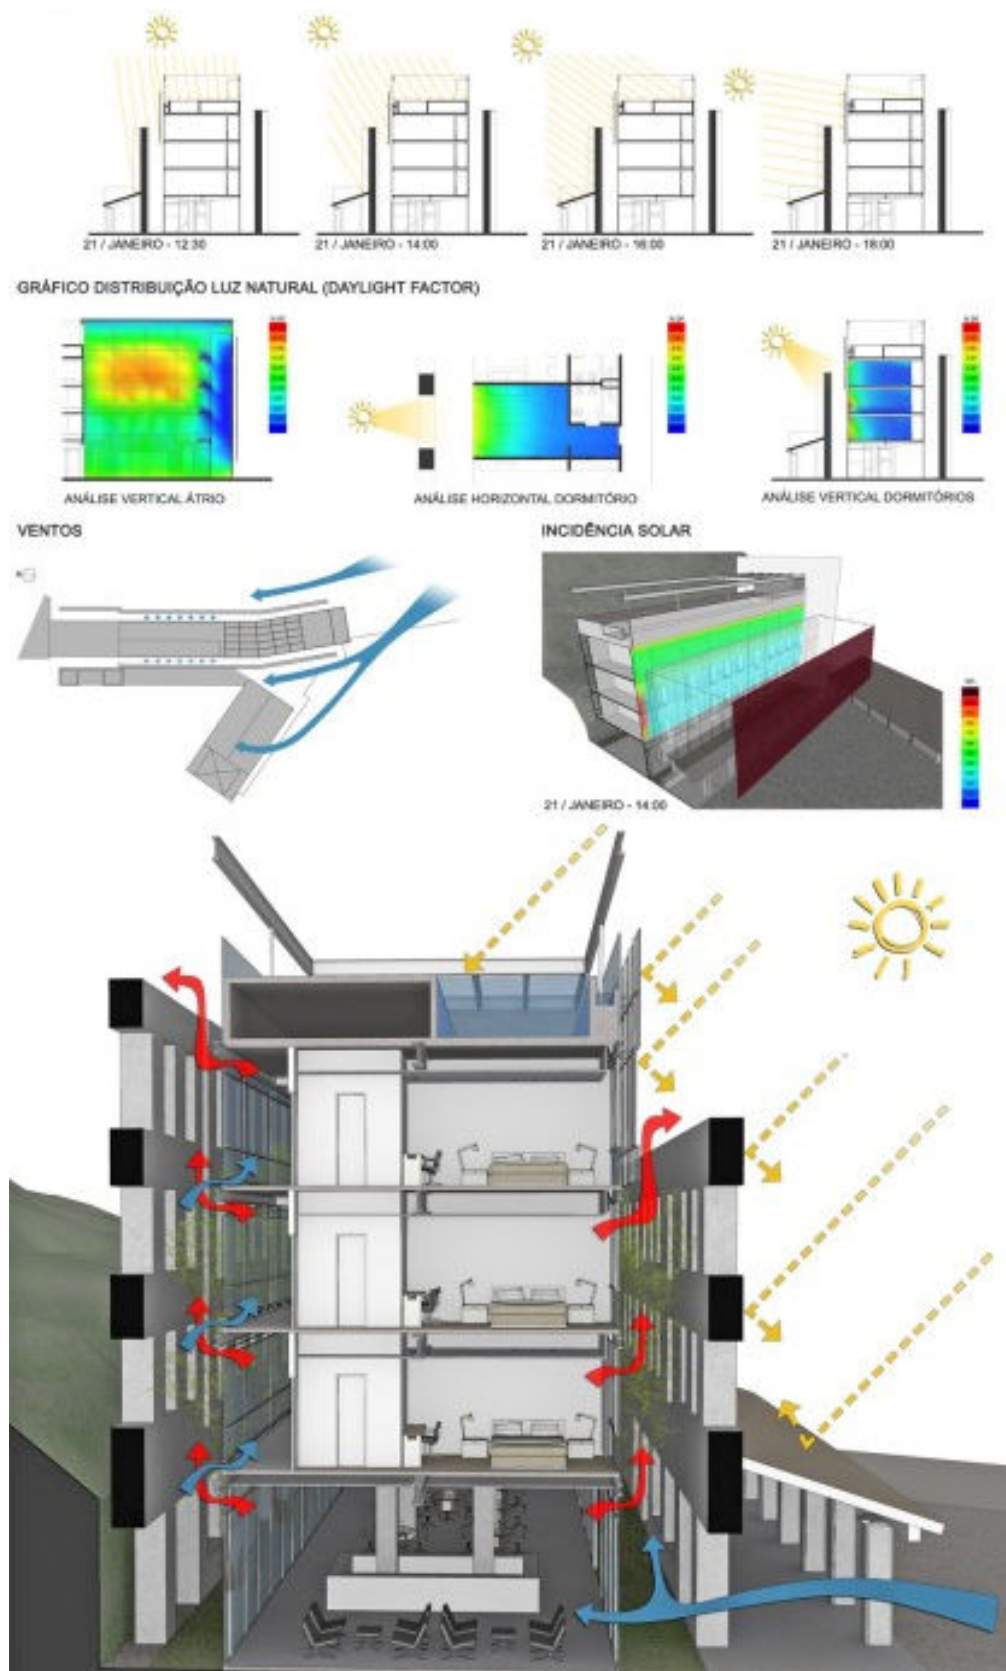 21 / JANEIRO - 12:30
21 / JANEIRO - 14:00
21 / JANEIRO - 16:00
21 / JANEIRO - 18:00
GRÁFICO DISTRIBUIÇÃO LUZ NATURAL (DAYLIGHT FACTOR)
ANÁLISE VERTICAL ÁTRIO
ANÁLISE HORIZONTAL DORMITÓRIO
ANÁLISE VERTICAL DORMITÓRIOS
VENTOS
INCIDÊNCIA SOLAR
21 / JANEIRO - 14:00